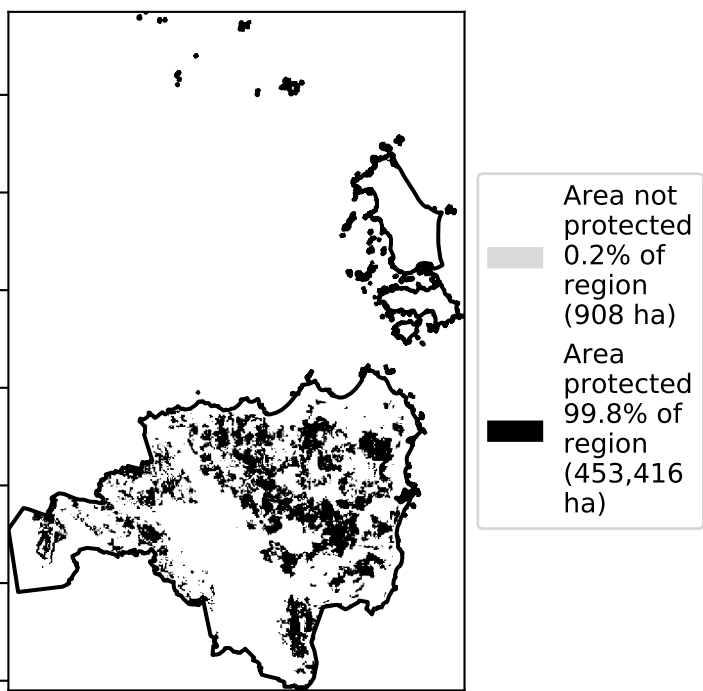 Area not
protected
0.2% of
region
(908 ha)
Area
protected
99.8% of
region
(453,416
ha)